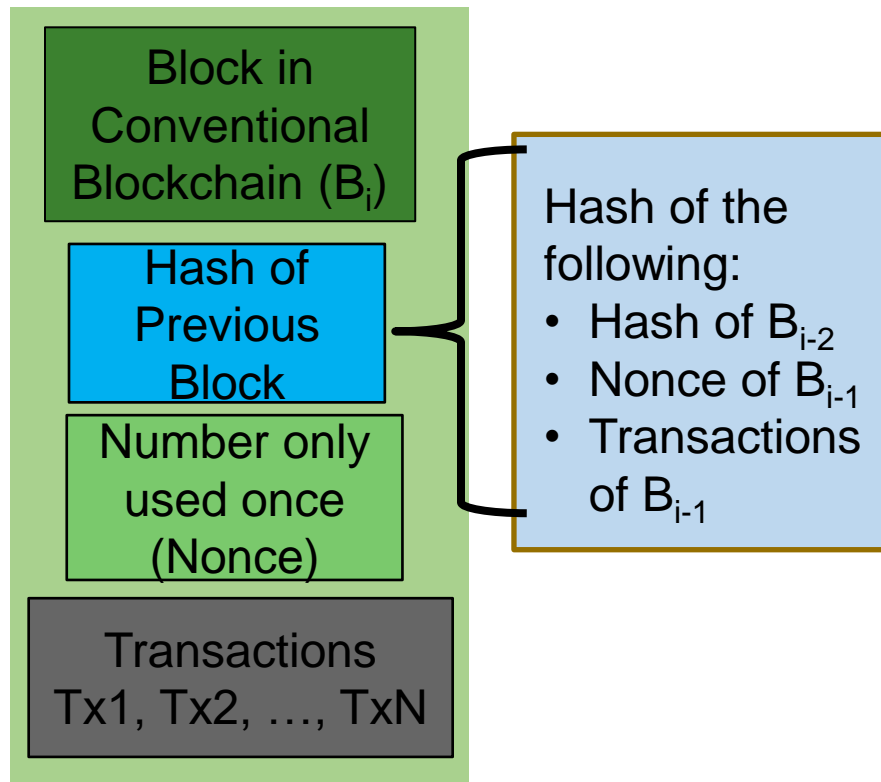 Block in
Conventional
Blockchain (Bᵢ)
Hash of
Previous
Block
Number only
used once
(Nonce)
Transactions
Tx1, Tx2, …, TxN
Hash of the
following:
• Hash of Bᵢ₋₂
• Nonce of Bᵢ₋₁
• Transactions
of Bᵢ₋₁